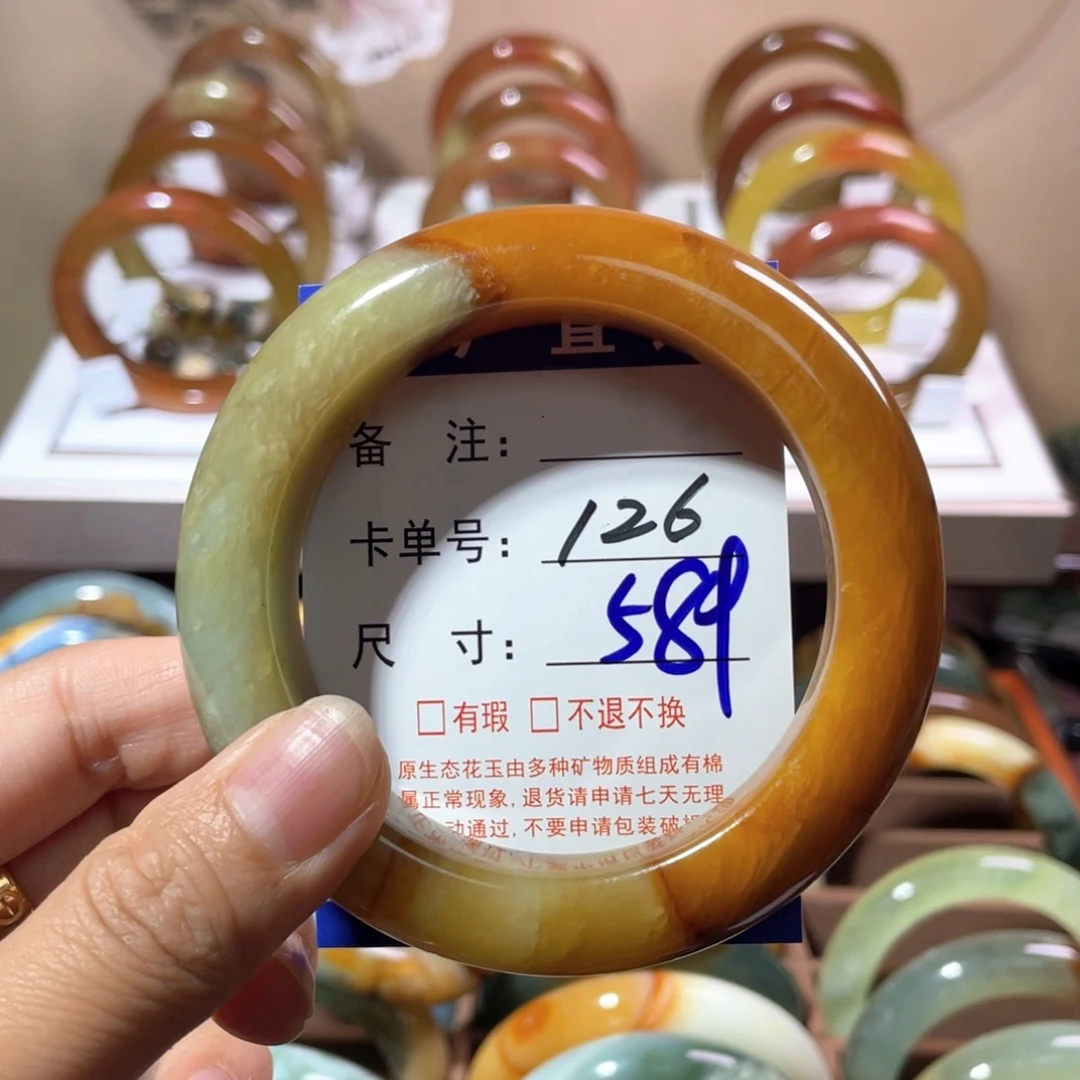 直
备 注:
卡单号: 126
尺 寸: 589
□有瑕 □不退不换
原生态花玉由多种矿物质组成有棉
属正常现象,退货请申请七天无理
动通过,不要申请包装破损